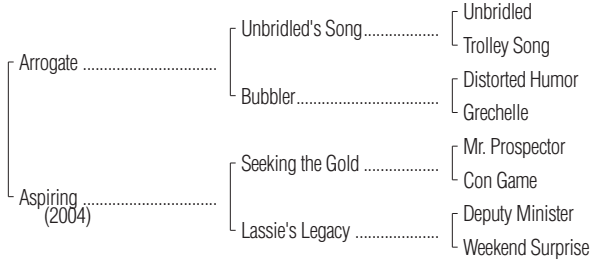 Unbridled
Unbridled's Song..................
Trolley Song
Arrogate .................................
Distorted Humor
Bubbler...................................
Grechelle
Mr. Prospector
Seeking the Gold ..................
Con Game
Aspiring .................................
(2004)
Deputy Minister
Lassie's Legacy ....................
Weekend Surprise